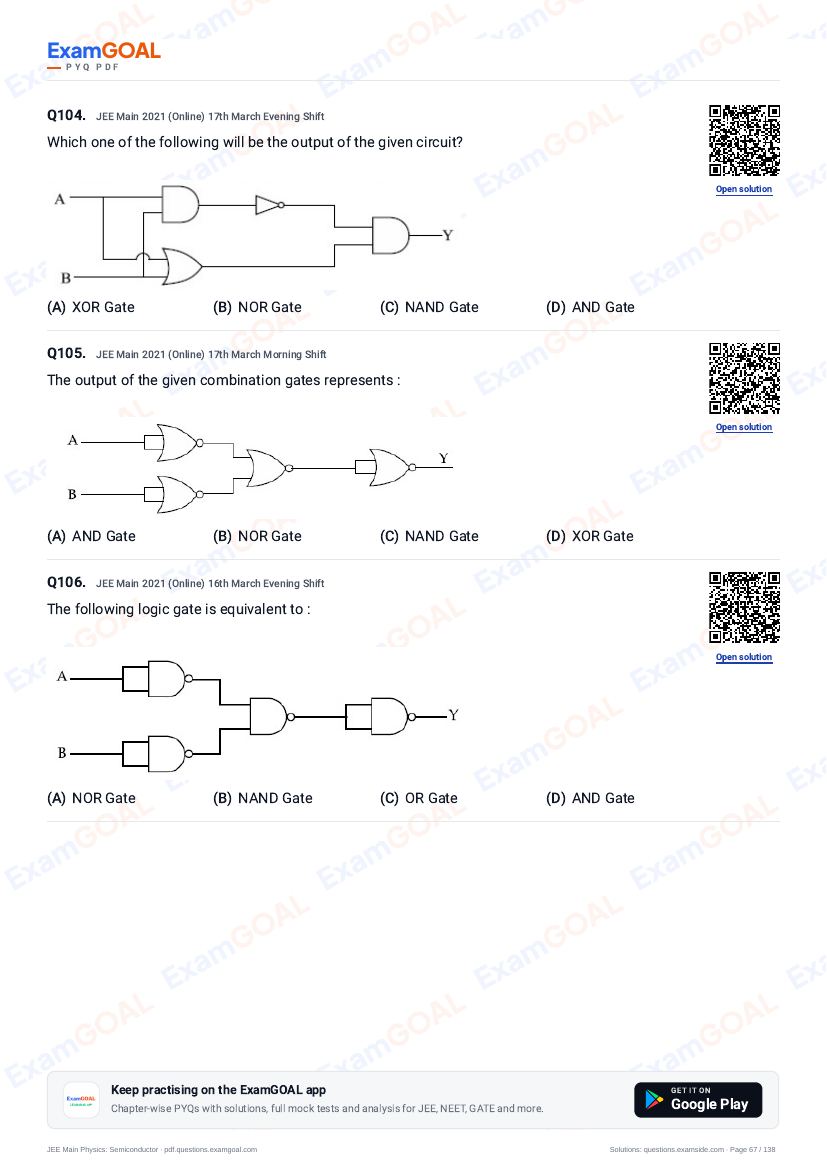 ExamGOAL
PYQ PDF
Q104. JEE Main 2021 (Online) 17th March Evening Shift
Which one of the following will be the output of the given circuit?
Open solution
A
Y
B
(A) XOR Gate (B) NOR Gate (C) NAND Gate (D) AND Gate
Q105. JEE Main 2021 (Online) 17th March Morning Shift
The output of the given combination gates represents :
Open solution
A
Y
B
(A) AND Gate (B) NOR Gate (C) NAND Gate (D) XOR Gate
Q106. JEE Main 2021 (Online) 16th March Evening Shift
The following logic gate is equivalent to :
Open solution
A
Y
B
(A) NOR Gate (B) NAND Gate (C) OR Gate (D) AND Gate
ExamGOAL
Keep practising on the ExamGOAL app
Chapter-wise PYQs with solutions, full mock tests and analysis for JEE, NEET, GATE and more.
GET IT ON
Google Play
JEE Main Physics: Semiconductor · pdf.questions.examgoal.com Solutions: questions.examside.com · Page 67 / 138